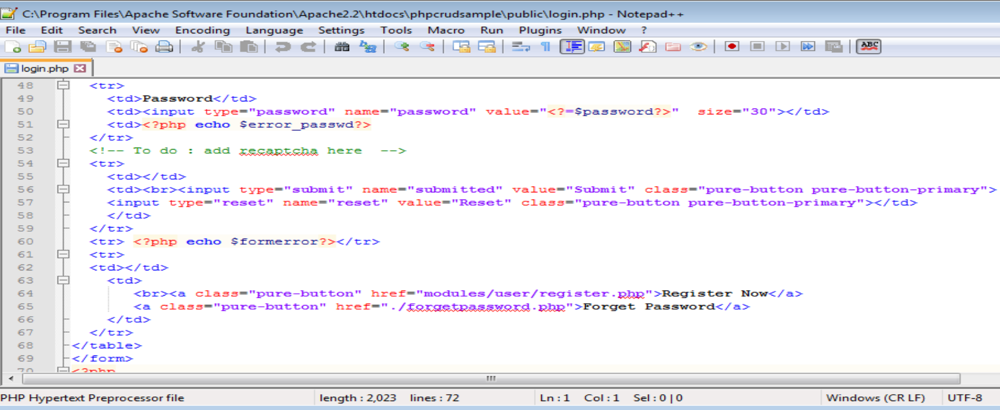 C:\Program Files\Apache Software Foundation\Apache2.2\htdocs\phpcrudsample\public\login.php - Notepad++
File Edit Search View Encoding Language Settings Tools Macro Run Plugins Window ?
ABC
login.php
48 <tr>
49 <td>Password</td>
50 <td><input type="password" name="password" value="<?=$password?>" size="30"></td>
51 <td><?php echo $error_passwd?>
52 </tr>
53 <!-- To do : add recaptcha here -->
54 <tr>
55 <td></td>
56 <td><br><input type="submit" name="submitted" value="Submit" class="pure-button pure-button-primary">
57 <input type="reset" name="reset" value="Reset" class="pure-button pure-button-primary"></td>
58 </td>
59 </tr>
60 <tr> <?php echo $formerror?></tr>
61 <tr>
62 <td></td>
63 <td>
64 <br><a class="pure-button" href="modules/user/register.php">Register Now</a>
65 <a class="pure-button" href="./forgetpassword.php">Forget Password</a>
66 </td>
67 </tr>
68 </table>
69 </form>
70 <?php
PHP Hypertext Preprocessor file length : 2,023 lines : 72 Ln : 1 Col : 1 Sel : 0 | 0 Windows (CR LF) UTF-8